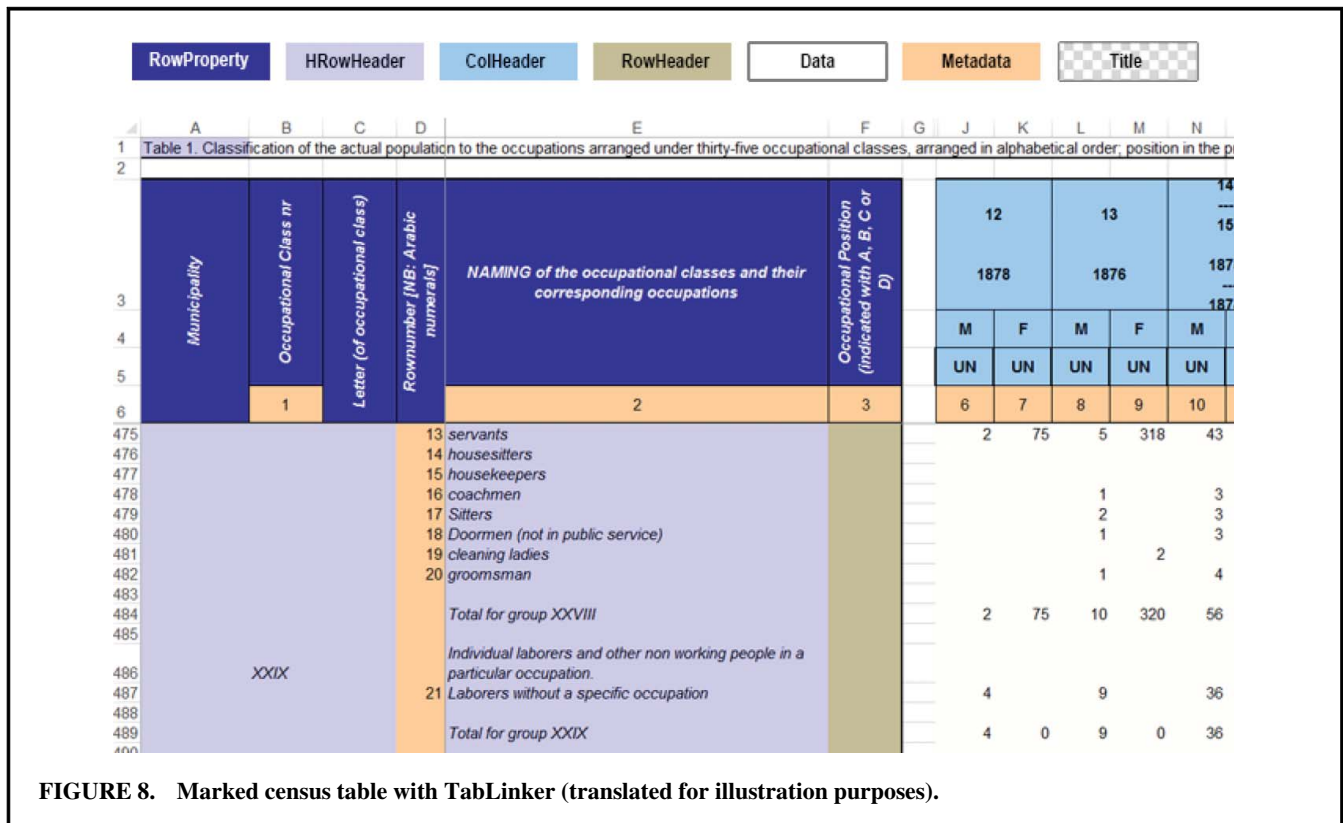 RowProperty HRowHeader ColHeader RowHeader Data Metadata Title
A B C D E F G J K L M N
1 Table 1. Classification of the actual population to the occupations arranged under thirty-five occupational classes, arranged in alphabetical order; position in the
2
3
4
5
6
Municipality
Occupational Class nr
Letter (of occupational class)
Rownumber [NB: Arabic
numerals]
NAMING of the occupational classes and their
corresponding occupations
Occupational Position
(indicated with A, B, C or
D)
12 13 14
---
15
1878 1876 187
---
187
M F M F M
UN UN UN UN UN
1 2 3 6 7 8 9 10
475 13 servants 2 75 5 318 43
476 14 housesitters
477 15 housekeepers
478 16 coachmen 1 3
479 17 Sitters 2 3
480 18 Doormen (not in public service) 1 3
481 19 cleaning ladies 2
482 20 groomsman 1 4
483
484 Total for group XXVIII 2 75 10 320 56
485
Individual laborers and other non working people in a
486 XXIX particular occupation.
487 21 Laborers without a specific occupation 4 9 36
488
489 Total for group XXIX 4 0 9 0 36
FIGURE 8. Marked census table with TabLinker (translated for illustration purposes).